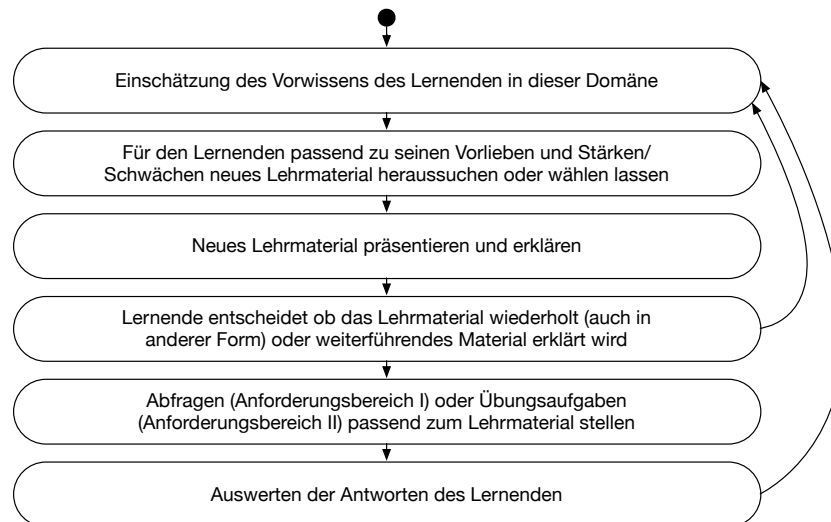 Einschätzung des Vorwissens des Lernenden in dieser Domäne
Für den Lernenden passend zu seinen Vorlieben und Stärken/
Schwächen neues Lehrmaterial heraussuchen oder wählen lassen
Neues Lehrmaterial präsentieren und erklären
Lernende entscheidet ob das Lehrmaterial wiederholt (auch in
anderer Form) oder weiterführendes Material erklärt wird
Abfragen (Anforderungsbereich I) oder Übungsaufgaben
(Anforderungsbereich II) passend zum Lehrmaterial stellen
Auswerten der Antworten des Lernenden